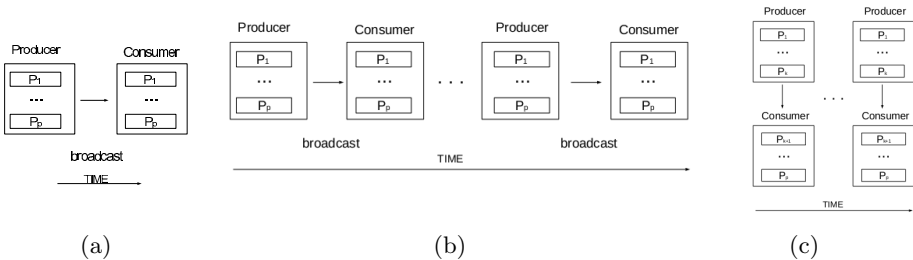 Producer Consumer
P1 P1
... ...
Pp Pp
broadcast
TIME
(a)
Producer Consumer Producer Consumer
P1 P1 P1 P1
... ... . . . ... ...
Pp Pp Pp Pp
broadcast broadcast
TIME
(b)
Producer Producer
P1 P1
... ...
Pk Pk
. . .
Consumer Consumer
Pk+1 Pk+1
... ...
Pp Pp
TIME
(c)